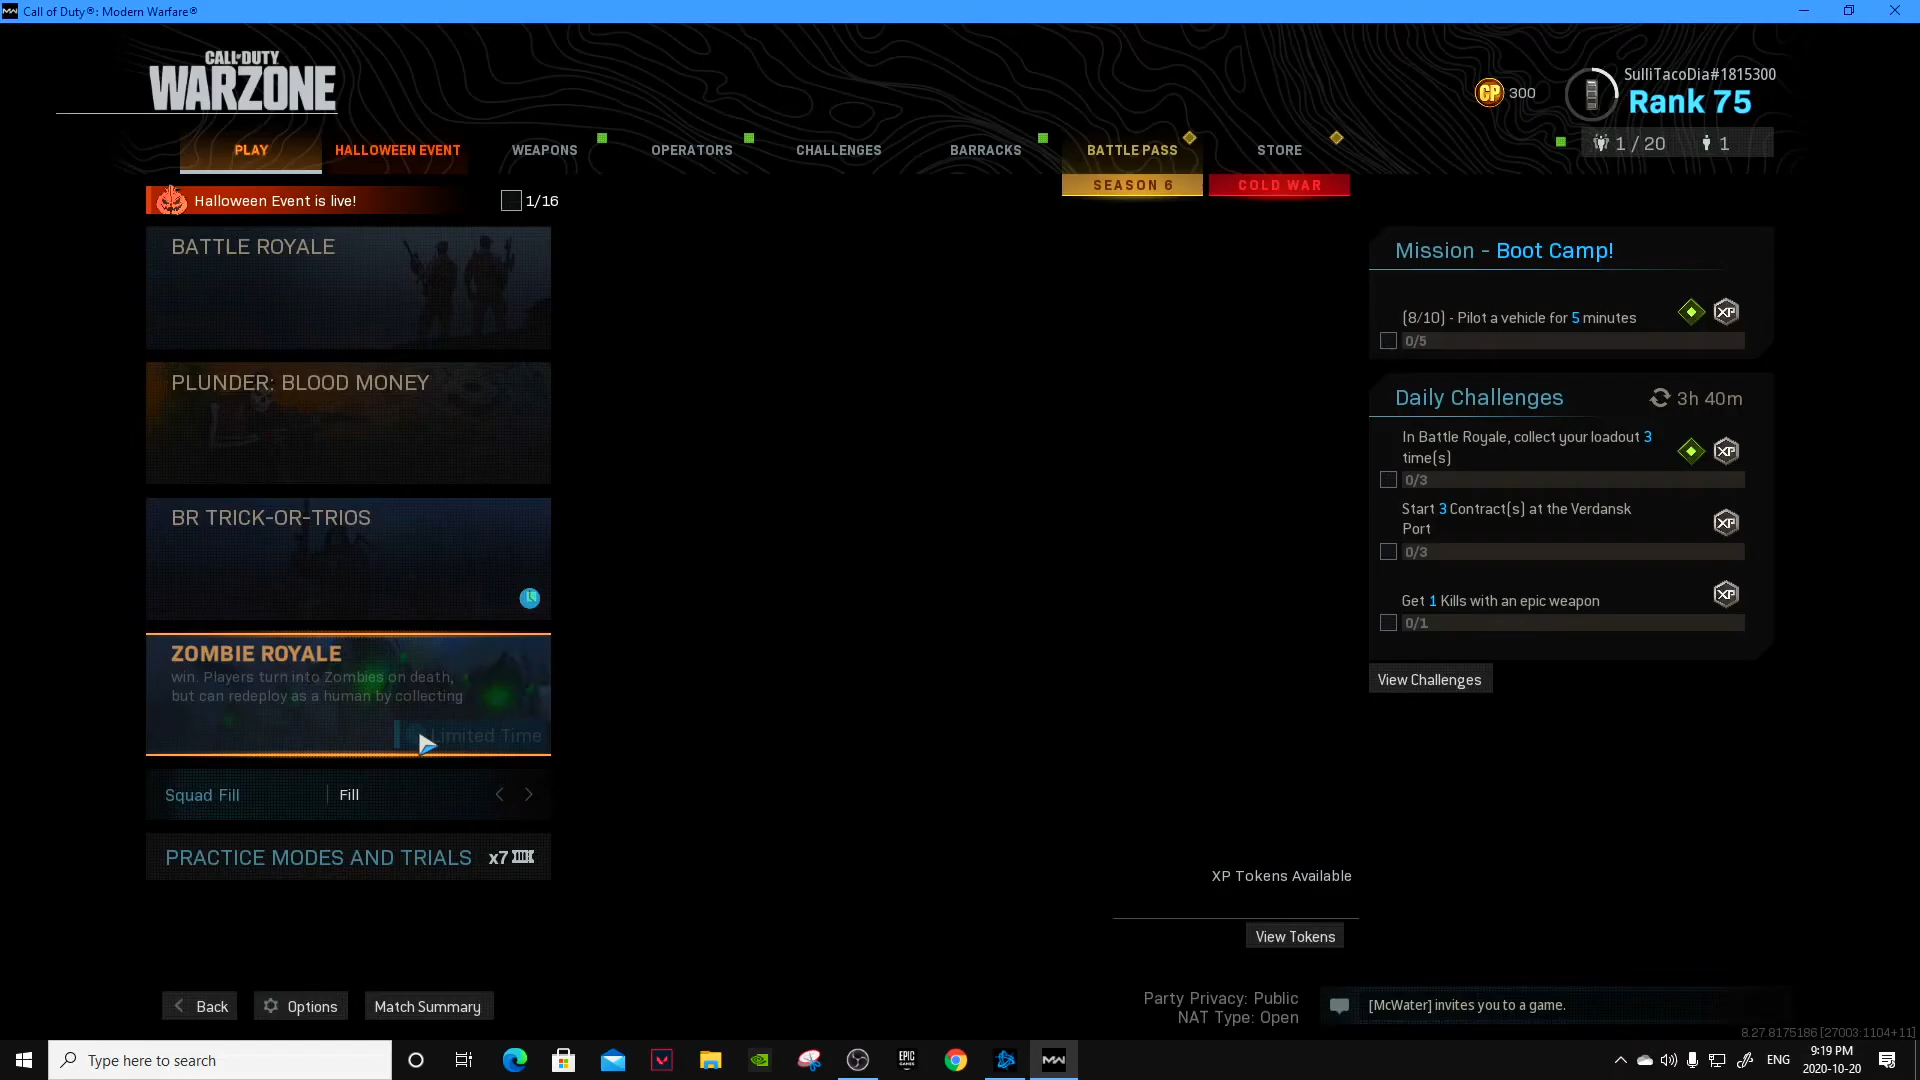 Call of Duty®: Modern Warfare®
CALL OF DUTY
WARZONE
CP 300
SulliTacoDia#1815300
Rank 75
1 / 20 1
PLAY
HALLOWEEN EVENT
WEAPONS
OPERATORS
CHALLENGES
BARRACKS
BATTLE PASS
STORE
SEASON 6
COLD WAR
Halloween Event is live!
1/16
BATTLE ROYALE
PLUNDER: BLOOD MONEY
BR TRICK-OR-TRIOS
ZOMBIE ROYALE
win. Players turn into Zombies on death,
but can redeploy as a human by collecting
Limited Time
Squad Fill
Fill
PRACTICE MODES AND TRIALS x7
Mission - Boot Camp!
(8/10) - Pilot a vehicle for 5 minutes
XP
0/5
Daily Challenges
3h 40m
In Battle Royale, collect your loadout 3
time(s)
XP
0/3
Start 3 Contract(s) at the Verdansk
Port
XP
0/3
Get 1 Kills with an epic weapon
XP
0/1
View Challenges
XP Tokens Available
View Tokens
Back
Options
Match Summary
Party Privacy: Public
NAT Type: Open
[McWater] invites you to a game.
8.27.8175186 [27003:1104+11]
Type here to search
EPIC
GAMES
MW
ENG
9:19 PM
2020-10-20